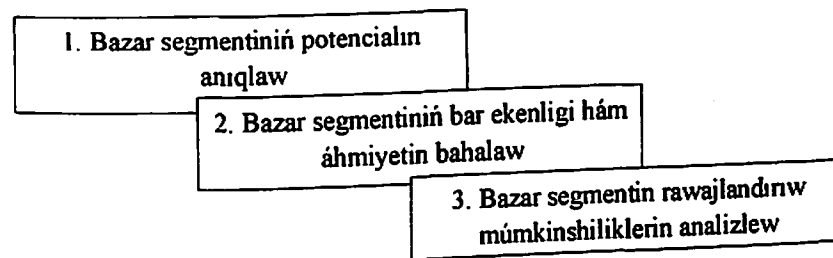 1. Bazar segmentiniń potencialın
anıqlaw
2. Bazar segmentiniń bar ekenligi hám
áhmiyetin bahalaw
3. Bazar segmentin rawajlandırıw
múmkinshiliklerin analizlew